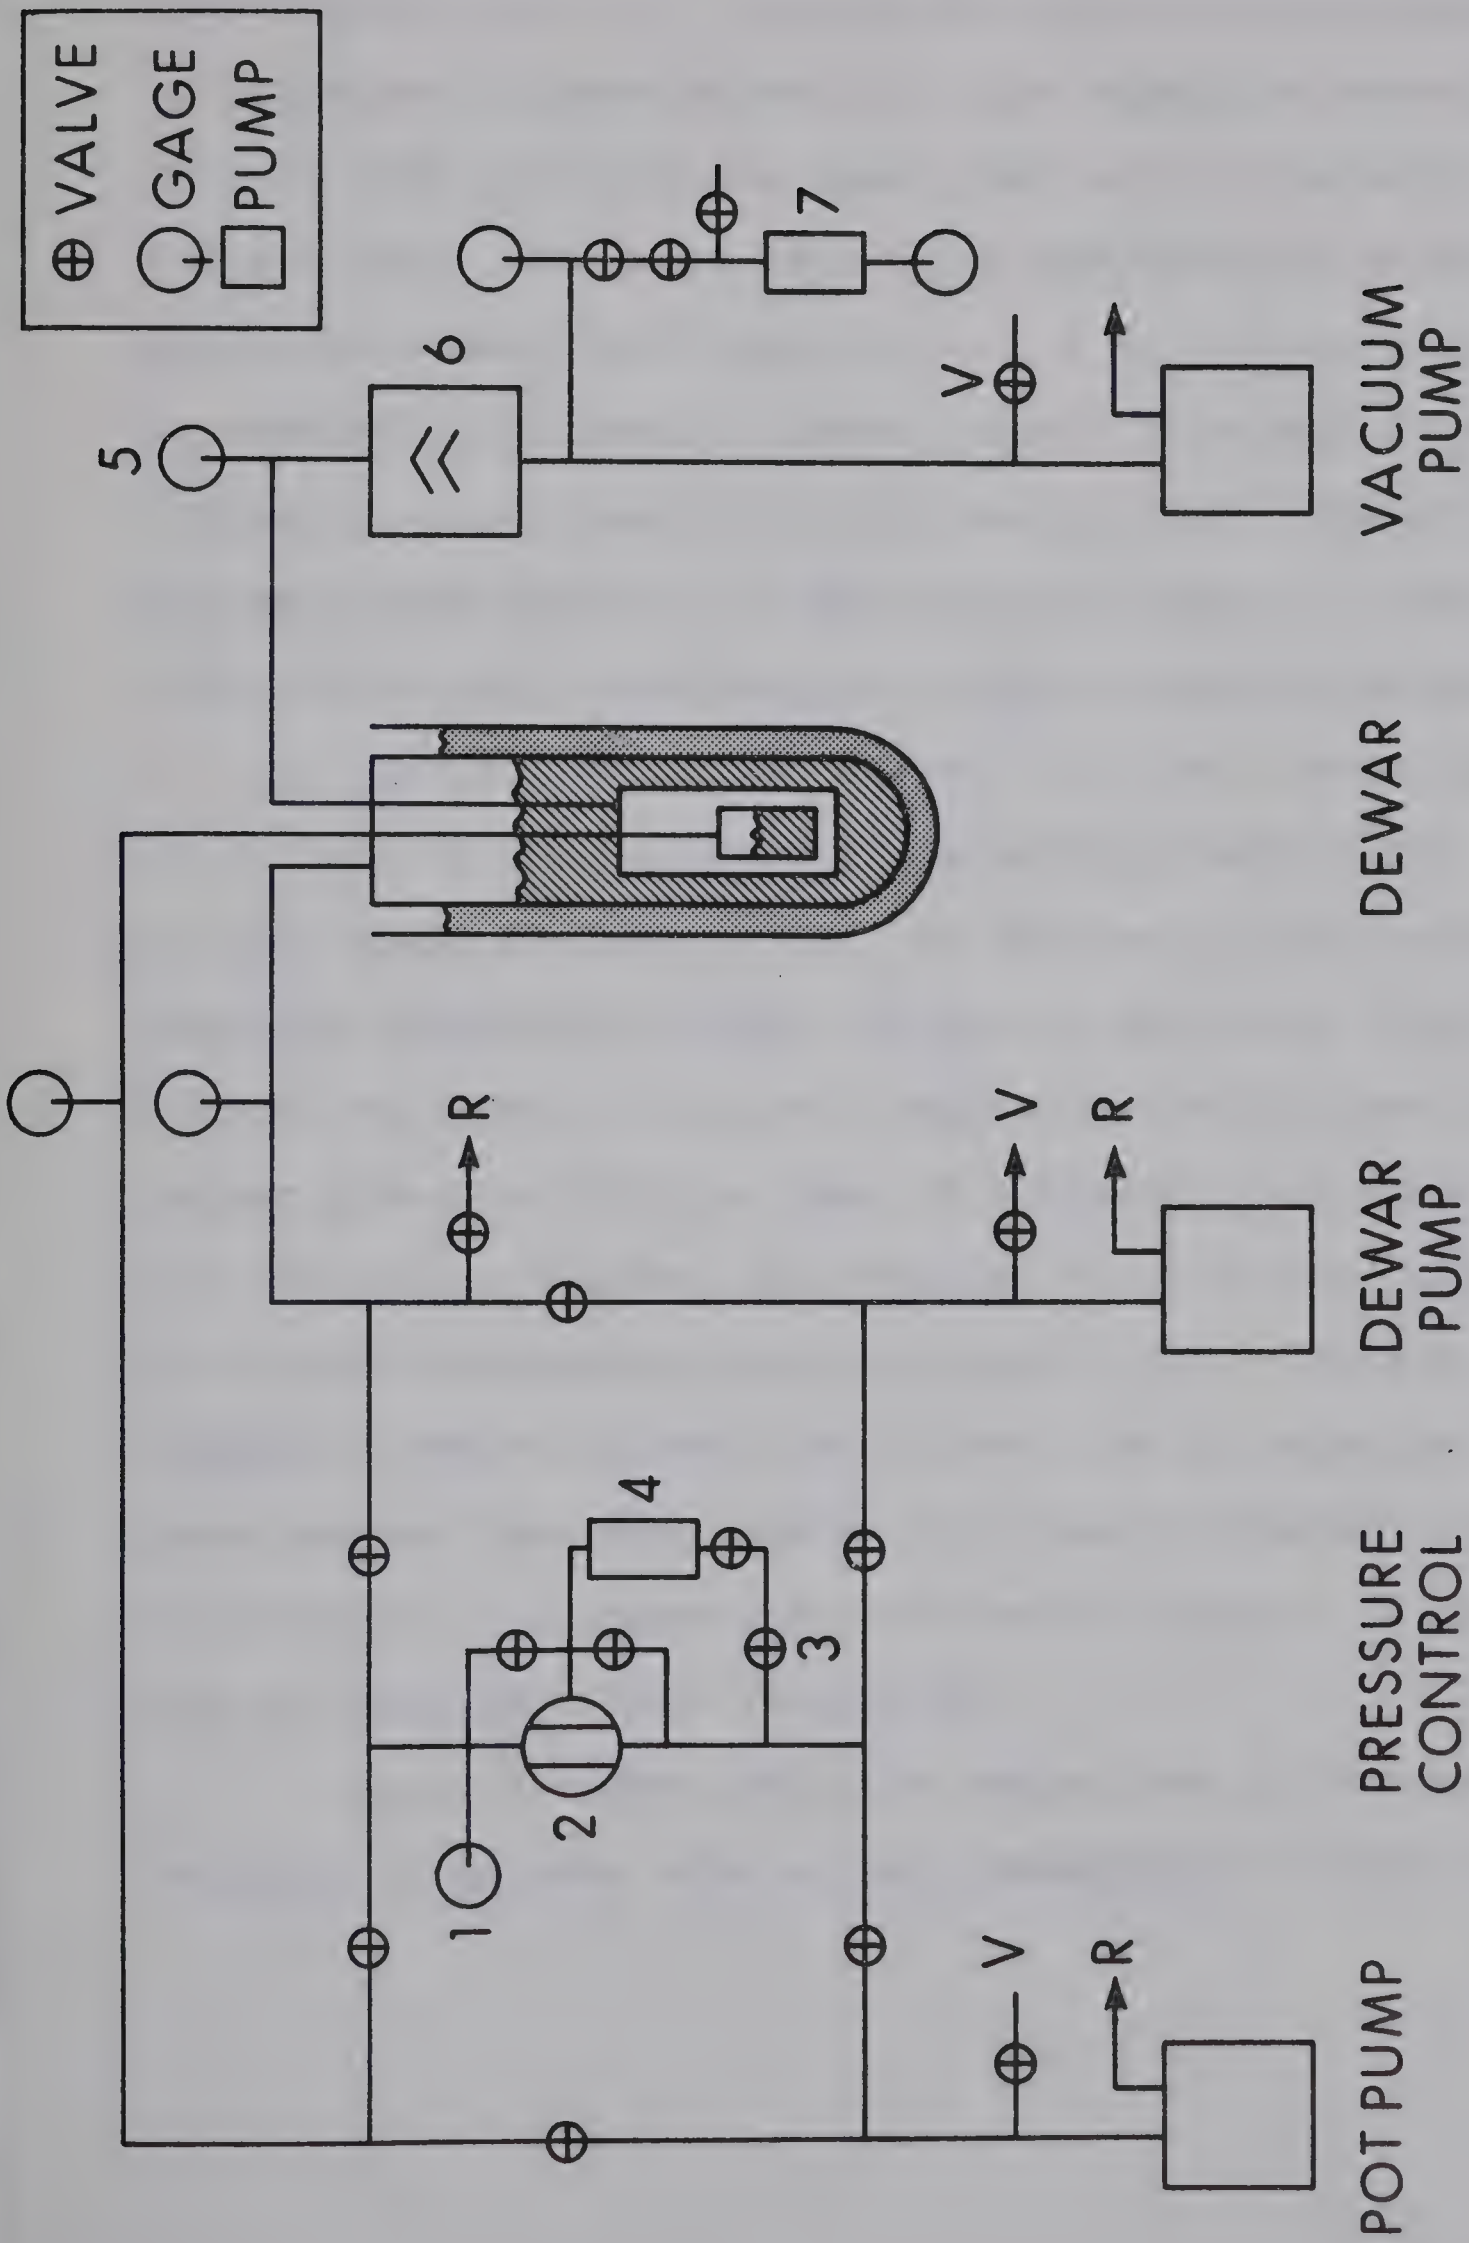 VALVE
GAGE
PUMP
1
2
3
4
5
6
7
R
V
R
V
R
V
POT PUMP
PRESSURE
CONTROL
DEWAR
PUMP
DEWAR
VACUUM
PUMP